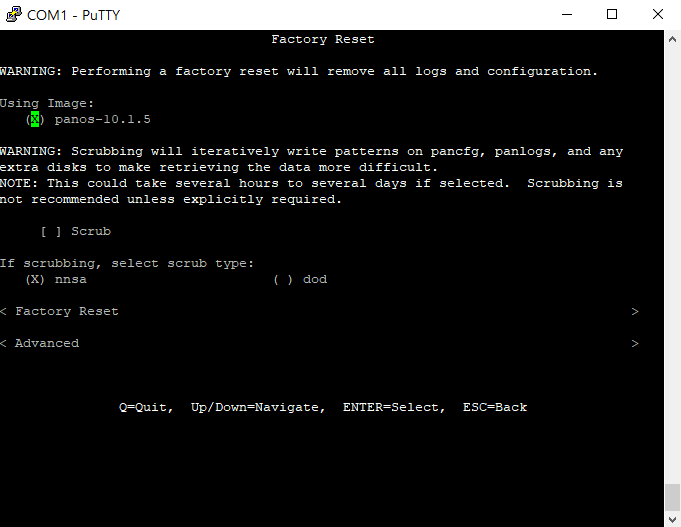 COM1 - PuTTY
Factory Reset
WARNING: Performing a factory reset will remove all logs and configuration.
Using Image:
(X) panos-10.1.5
WARNING: Scrubbing will iteratively write patterns on pancfg, panlogs, and any
extra disks to make retrieving the data more difficult.
NOTE: This could take several hours to several days if selected.  Scrubbing is
not recommended unless explicitly required.
[ ] Scrub
If scrubbing, select scrub type:
(X) nnsa                        ( ) dod
< Factory Reset                                                                >
< Advanced                                                                     >
Q=Quit,  Up/Down=Navigate,  ENTER=Select,  ESC=Back